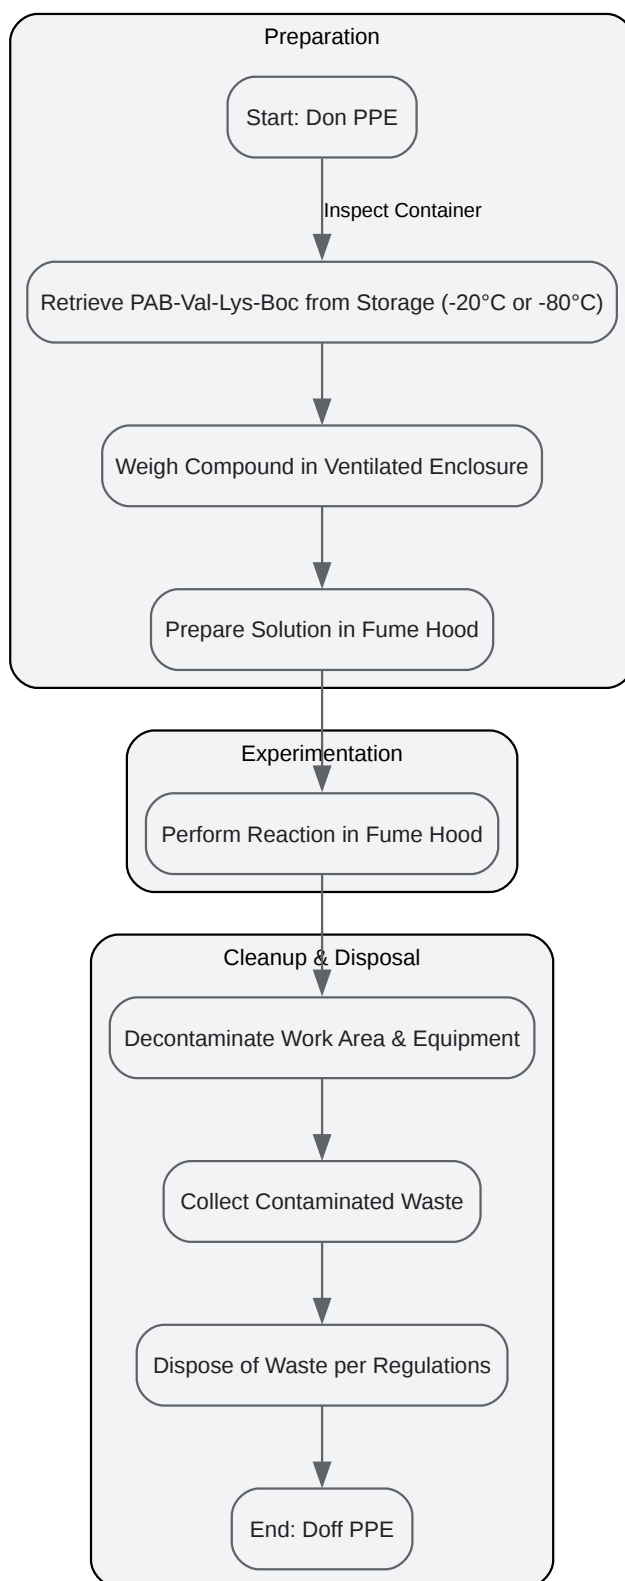 Preparation
Start: Don PPE
Inspect Container
Retrieve PAB-Val-Lys-Boc from Storage (-20°C or -80°C)
Weigh Compound in Ventilated Enclosure
Prepare Solution in Fume Hood
Experimentation
Perform Reaction in Fume Hood
Cleanup & Disposal
Decontaminate Work Area & Equipment
Collect Contaminated Waste
Dispose of Waste per Regulations
End: Doff PPE